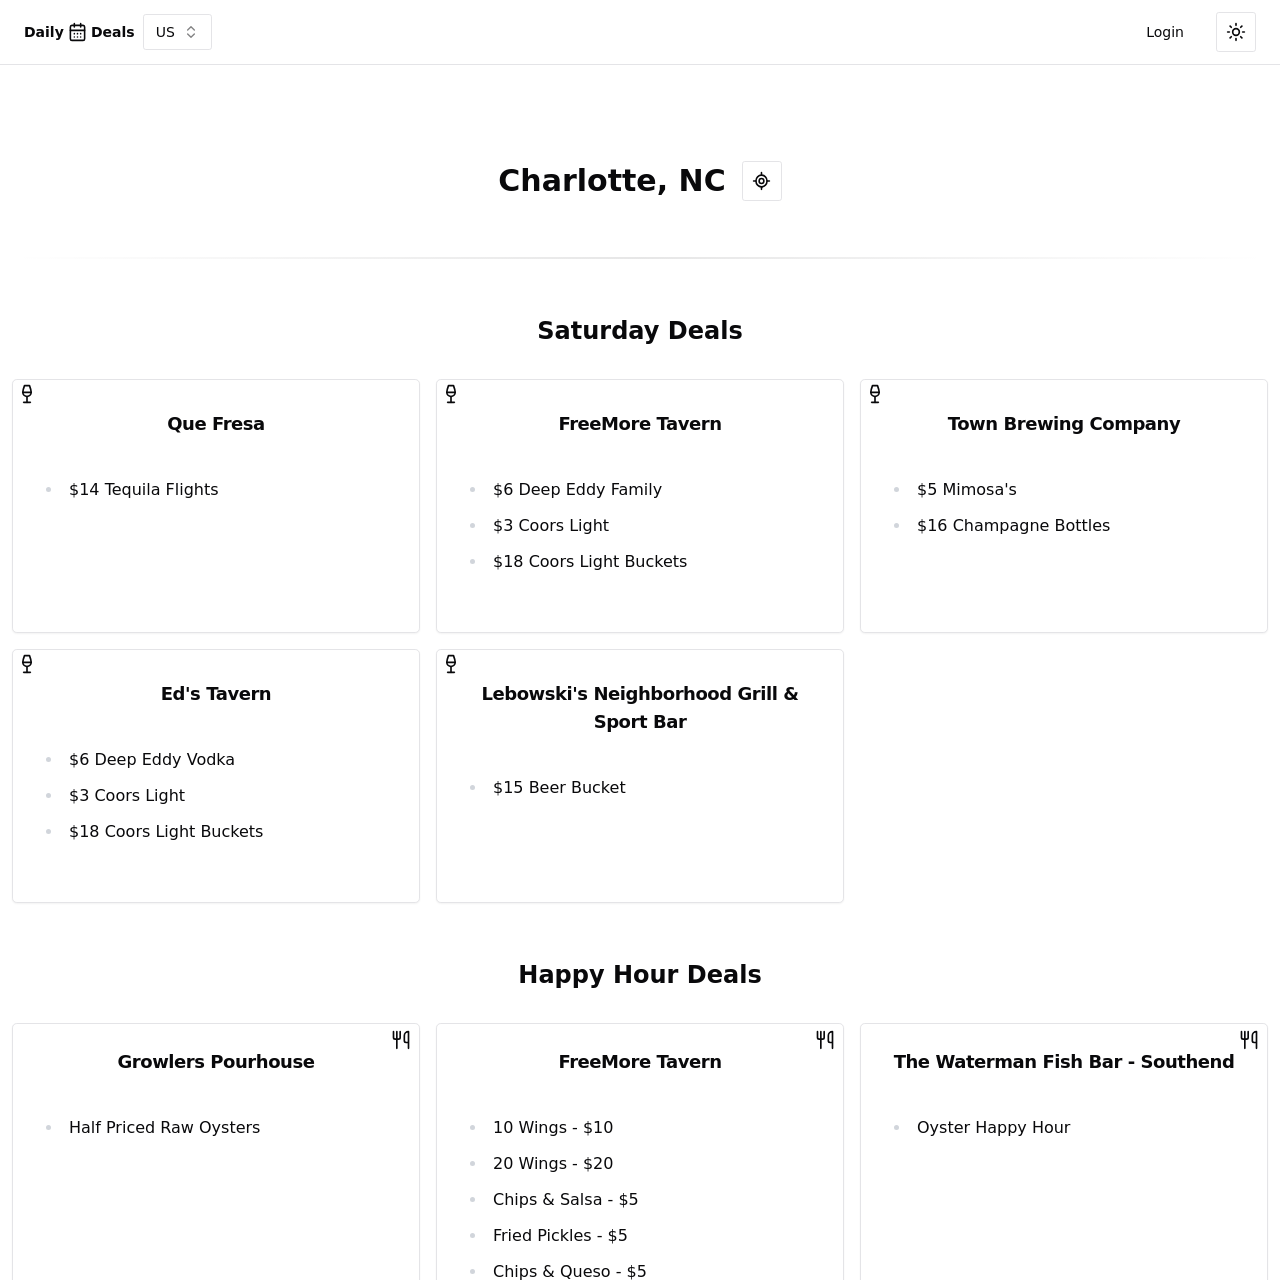 Daily Deals US Login
Charlotte, NC
Saturday Deals
Que Fresa
$14 Tequila Flights
FreeMore Tavern
$6 Deep Eddy Family
$3 Coors Light
$18 Coors Light Buckets
Town Brewing Company
$5 Mimosa's
$16 Champagne Bottles
Ed's Tavern
$6 Deep Eddy Vodka
$3 Coors Light
$18 Coors Light Buckets
Lebowski's Neighborhood Grill &
Sport Bar
$15 Beer Bucket
Happy Hour Deals
Growlers Pourhouse
Half Priced Raw Oysters
FreeMore Tavern
10 Wings - $10
20 Wings - $20
Chips & Salsa - $5
Fried Pickles - $5
Chips & Queso - $5
The Waterman Fish Bar - Southend
Oyster Happy Hour